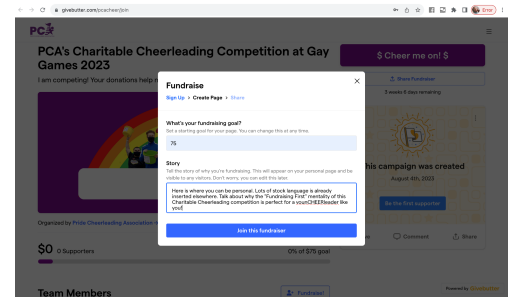 givebutter.com/pcacheer/join
Error
PCA
PCA's Charitable Cheerleading Competition at Gay
Games 2023
I am competing! Your donations help
$ Cheer me on! $
Share Fundraiser
3 weeks 6 days remaining
Fundraise
Sign Up > Create Page > Share
What's your fundraising goal?
Set a starting goal for your page. You can change this at any time.
75
Story
Tell the story of why you're fundraising. This will appear on your personal page and be
visible to any visitors. Don't worry, you can edit this later.
Here is where you can be personal. Lots of stock language is already
inserted elsewhere. Talk about why the "Fundraising First" mentality of this
Charitable Cheerleading competition is perfect for a younCHEERleader like
you!
Join this fundraiser
his campaign was created
August 4th, 2023
Be the first supporter
Comment
Share
Organized by Pride Cheerleading Association
$0 0 Supporters
0% of $75 goal
Team Members
Fundraise!
Powered by Givebutter